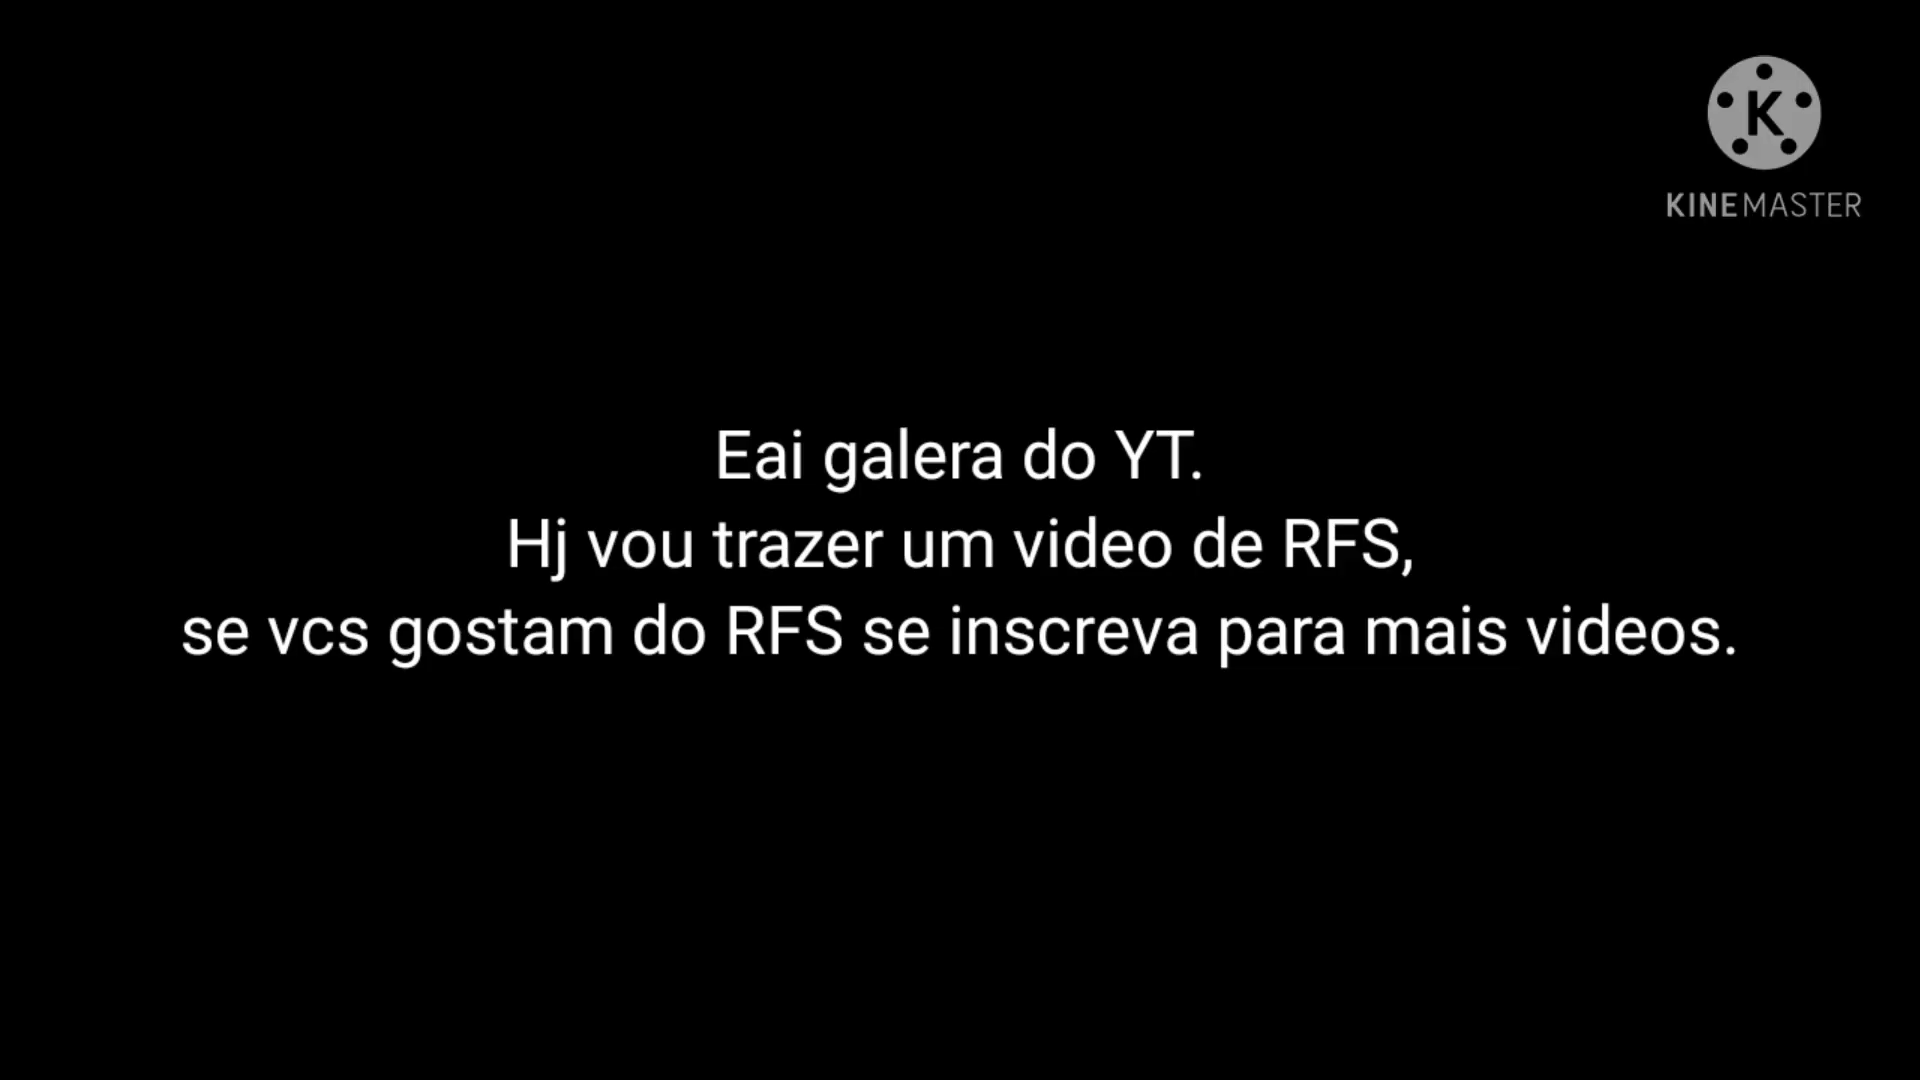 K
KINEMASTER
Eai galera do YT.
Hj vou trazer um video de RFS,
se vcs gostam do RFS se inscreva para mais videos.